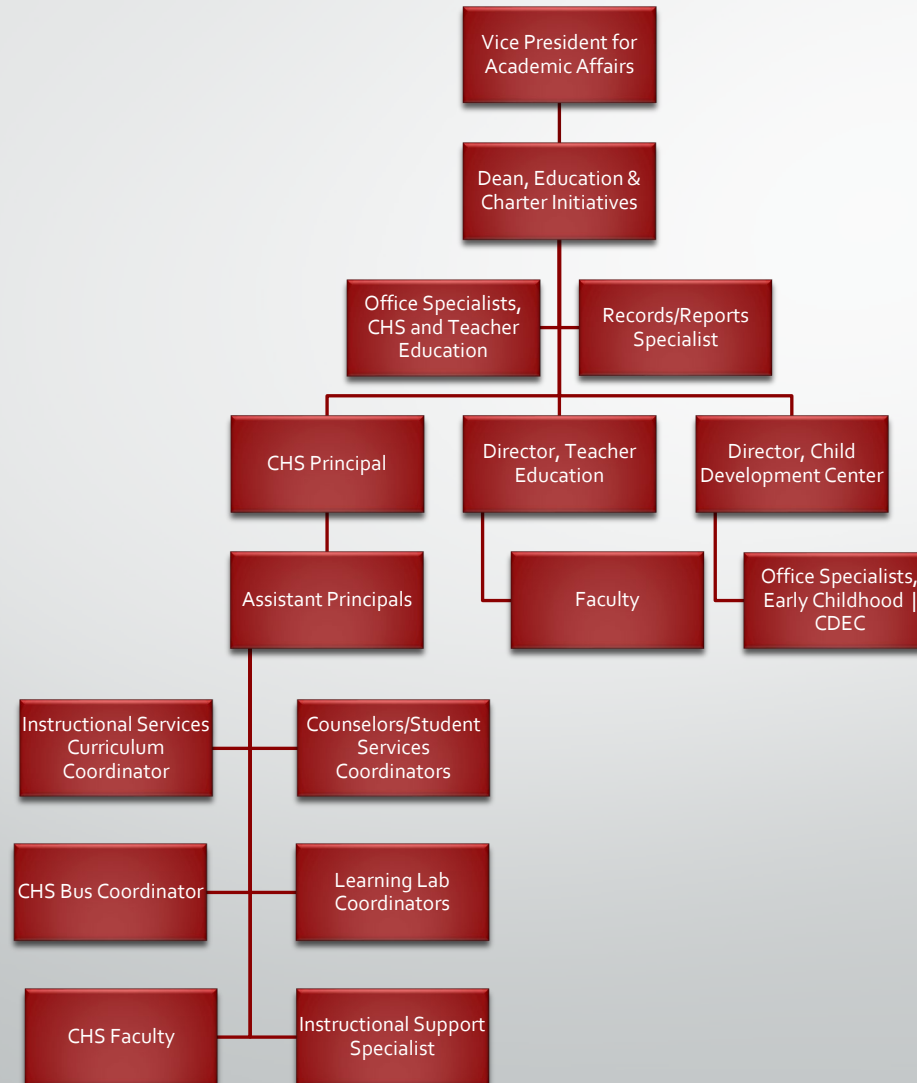 Vice President for
Academic Affairs
Dean, Education &
Charter Initiatives
Office Specialists,
CHS and Teacher
Education
Records/Reports
Specialist
CHS Principal
Director, Teacher
Education
Director, Child
Development Center
Assistant Principals
Faculty
Office Specialists,
Early Childhood |
CDEC
Instructional Services
Curriculum
Coordinator
Counselors/Student
Services
Coordinators
CHS Bus Coordinator
Learning Lab
Coordinators
CHS Faculty
Instructional Support
Specialist